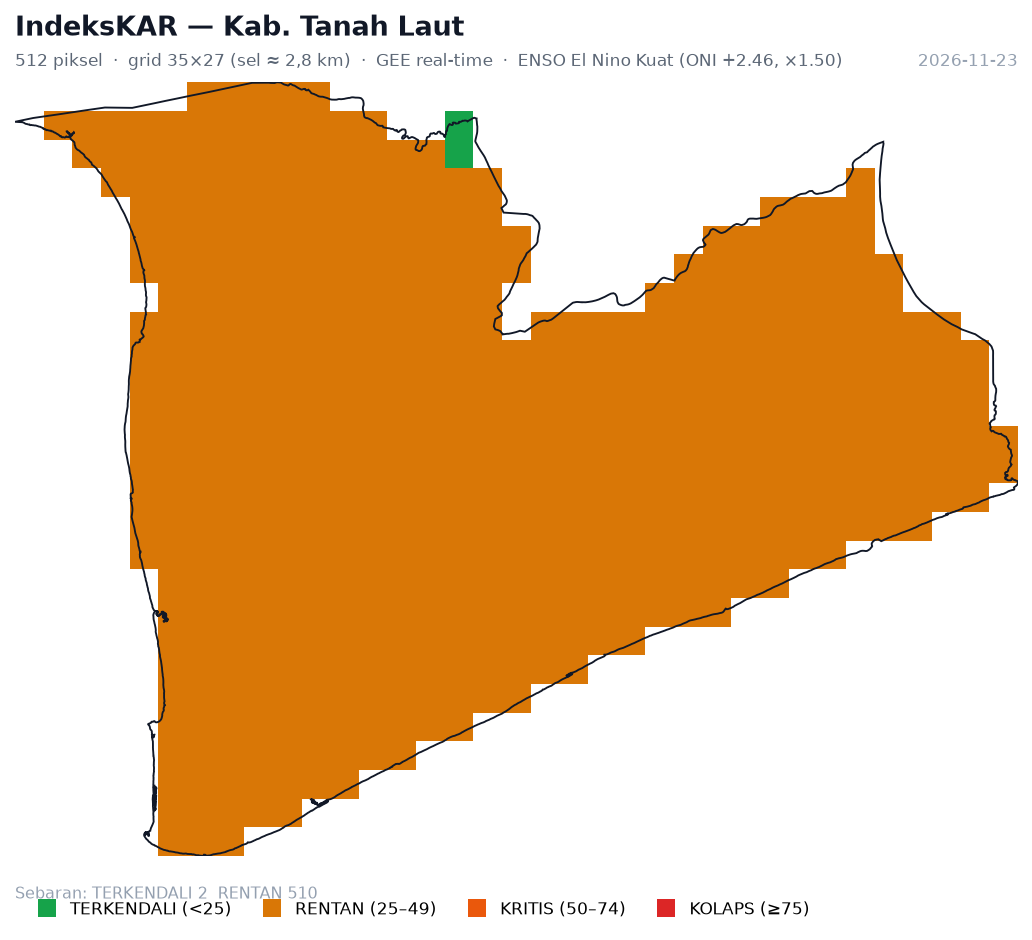 IndeksKAR — Kab. Tanah Laut
512 piksel · grid 35×27 (sel ≈ 2,8 km) · GEE real-time · ENSO El Nino Kuat (ONI +2.46, ×1.50) 2026-11-23
Sebaran: TERKENDALI 2 RENTAN 510
TERKENDALI (<25) RENTAN (25–49) KRITIS (50–74) KOLAPS (≥75)